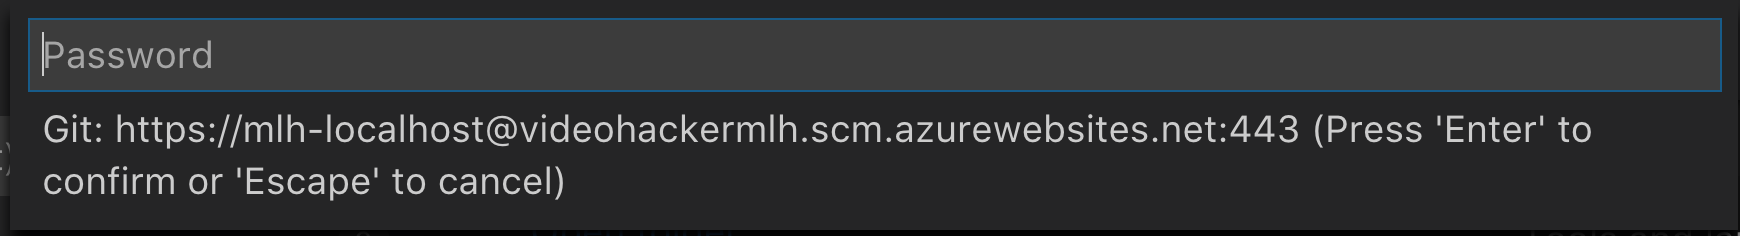 Password
Git: https://mlh-localhost@videohackermlh.scm.azurewebsites.net:443 (Press 'Enter' to
confirm or 'Escape' to cancel)